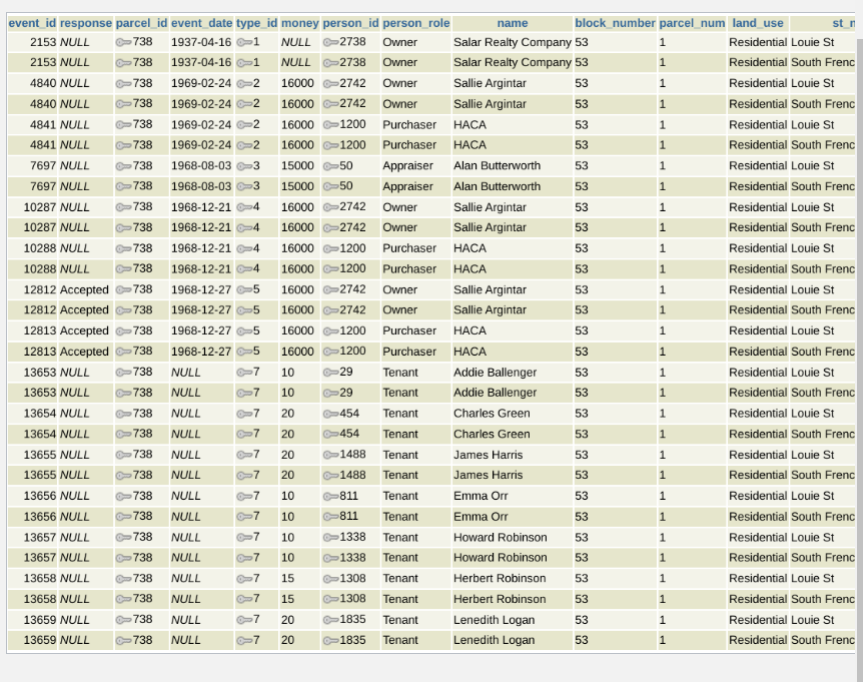 event_id response parcel_id event_date type_id money person_id person_role name block_number parcel_num land_use
2153 NULL 738 1937-04-16 1 NULL 2738 Owner Salar Realty Company 53 1 Residential Louie St
2153 NULL 738 1937-04-16 1 NULL 2738 Owner Salar Realty Company 53 1 Residential South Frenc
4840 NULL 738 1969-02-24 2 16000 2742 Owner Sallie Argintar 53 1 Residential Louie St
4840 NULL 738 1969-02-24 2 16000 2742 Owner Sallie Argintar 53 1 Residential South Frenc
4841 NULL 738 1969-02-24 2 16000 1200 Purchaser HACA 53 1 Residential Louie St
4841 NULL 738 1969-02-24 2 16000 1200 Purchaser HACA 53 1 Residential South Frenc
7697 NULL 738 1968-08-03 3 15000 50 Appraiser Alan Butterworth 53 1 Residential Louie St
7697 NULL 738 1968-08-03 3 15000 50 Appraiser Alan Butterworth 53 1 Residential South Frenc
10287 NULL 738 1968-12-21 4 16000 2742 Owner Sallie Argintar 53 1 Residential Louie St
10287 NULL 738 1968-12-21 4 16000 2742 Owner Sallie Argintar 53 1 Residential South Frenc
10288 NULL 738 1968-12-21 4 16000 1200 Purchaser HACA 53 1 Residential Louie St
10288 NULL 738 1968-12-21 4 16000 1200 Purchaser HACA 53 1 Residential South Frenc
12812 Accepted 738 1968-12-27 5 16000 2742 Owner Sallie Argintar 53 1 Residential Louie St
12812 Accepted 738 1968-12-27 5 16000 2742 Owner Sallie Argintar 53 1 Residential South Frenc
12813 Accepted 738 1968-12-27 5 16000 1200 Purchaser HACA 53 1 Residential Louie St
12813 Accepted 738 1968-12-27 5 16000 1200 Purchaser HACA 53 1 Residential South Frenc
13653 NULL 738 NULL 7 10 29 Tenant Addie Ballenger 53 1 Residential Louie St
13653 NULL 738 NULL 7 10 29 Tenant Addie Ballenger 53 1 Residential South Frenc
13654 NULL 738 NULL 7 20 454 Tenant Charles Green 53 1 Residential Louie St
13654 NULL 738 NULL 7 20 454 Tenant Charles Green 53 1 Residential South Frenc
13655 NULL 738 NULL 7 20 1488 Tenant James Harris 53 1 Residential Louie St
13655 NULL 738 NULL 7 20 1488 Tenant James Harris 53 1 Residential South Frenc
13656 NULL 738 NULL 7 10 811 Tenant Emma Orr 53 1 Residential Louie St
13656 NULL 738 NULL 7 10 811 Tenant Emma Orr 53 1 Residential South Frenc
13657 NULL 738 NULL 7 10 1338 Tenant Howard Robinson 53 1 Residential Louie St
13657 NULL 738 NULL 7 10 1338 Tenant Howard Robinson 53 1 Residential South Frenc
13658 NULL 738 NULL 7 15 1308 Tenant Herbert Robinson 53 1 Residential Louie St
13658 NULL 738 NULL 7 15 1308 Tenant Herbert Robinson 53 1 Residential South Frenc
13659 NULL 738 NULL 7 20 1835 Tenant Lenedith Logan 53 1 Residential Louie St
13659 NULL 738 NULL 7 20 1835 Tenant Lenedith Logan 53 1 Residential South Frenc